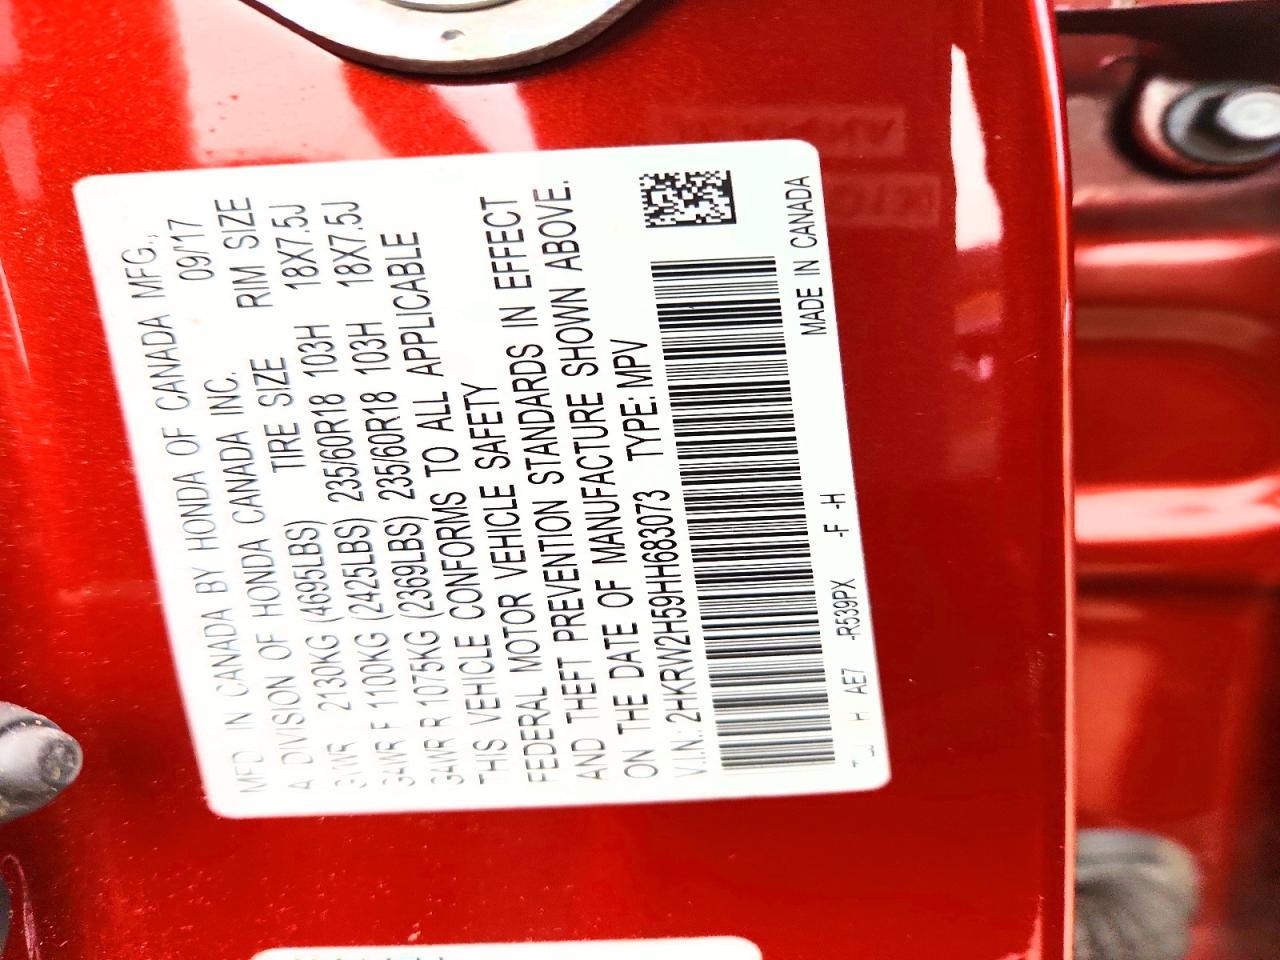 MFD. IN CANADA BY HONDA OF CANADA MFG.,
A DIVISION OF HONDA CANADA INC. 09/17
GVWR 2130KG (4695LBS) TIRE SIZE RIM SIZE
GAWR F 1100KG (2425LBS) 235/60R18 103H 18X7.5J
GAWR R 1075KG (2369LBS) 235/60R18 103H 18X7.5J
THIS VEHICLE CONFORMS TO ALL APPLICABLE
FEDERAL MOTOR VEHICLE SAFETY
AND THEFT PREVENTION STANDARDS IN EFFECT
ON THE DATE OF MANUFACTURE SHOWN ABOVE.
V.I.N.: 2HKRW2H59HH683073 TYPE: MPV
MADE IN CANADA
H AE7 -R539PX -F -H